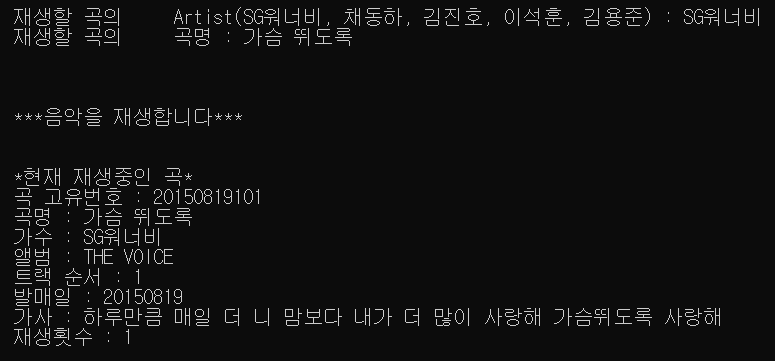 재생할 곡의 Artist(SG워너비, 채동하, 김진호, 이석훈, 김용준) : SG워너비
재생할 곡의 곡명 : 가슴 뛰도록
***음악을 재생합니다***
*현재 재생중인 곡*
곡 고유번호 : 20150819101
곡명 : 가슴 뛰도록
가수 : SG워너비
앨범 : THE VOICE
트랙 순서 : 1
발매일 : 20150819
가사 : 하루만큼 매일 더 니 맘보다 내가 더 많이 사랑해 가슴뛰도록 사랑해
재생횟수 : 1